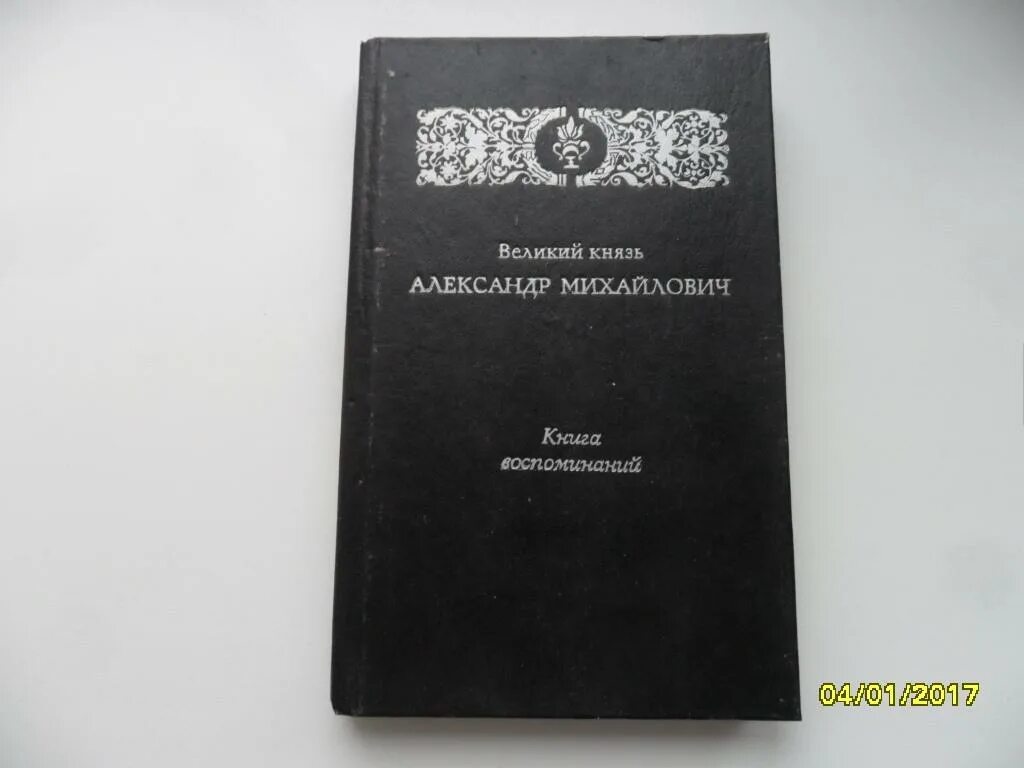 Великий князь
АЛЕКСАНДР МИХАЙЛОВИЧ
Книга
воспоминаний
04/01/2017